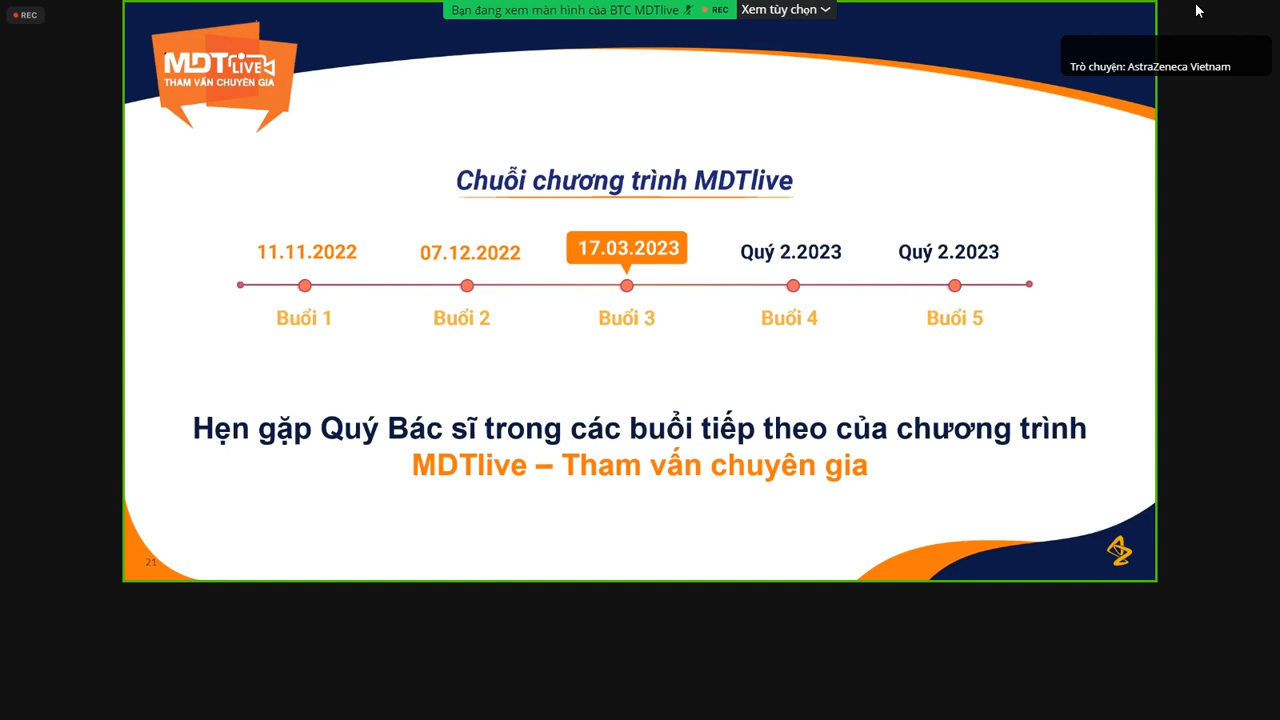 REC
Bạn đang xem màn hình của BTC MDTlive REC Xem tùy chọn
Trò chuyện: AstraZeneca Vietnam
MDT LIVE
THAM VẤN CHUYÊN GIA
Chuỗi chương trình MDTlive
11.11.2022 07.12.2022 17.03.2023 Quý 2.2023 Quý 2.2023
Buổi 1 Buổi 2 Buổi 3 Buổi 4 Buổi 5
Hẹn gặp Quý Bác sĩ trong các buổi tiếp theo của chương trình
MDTlive – Tham vấn chuyên gia
21